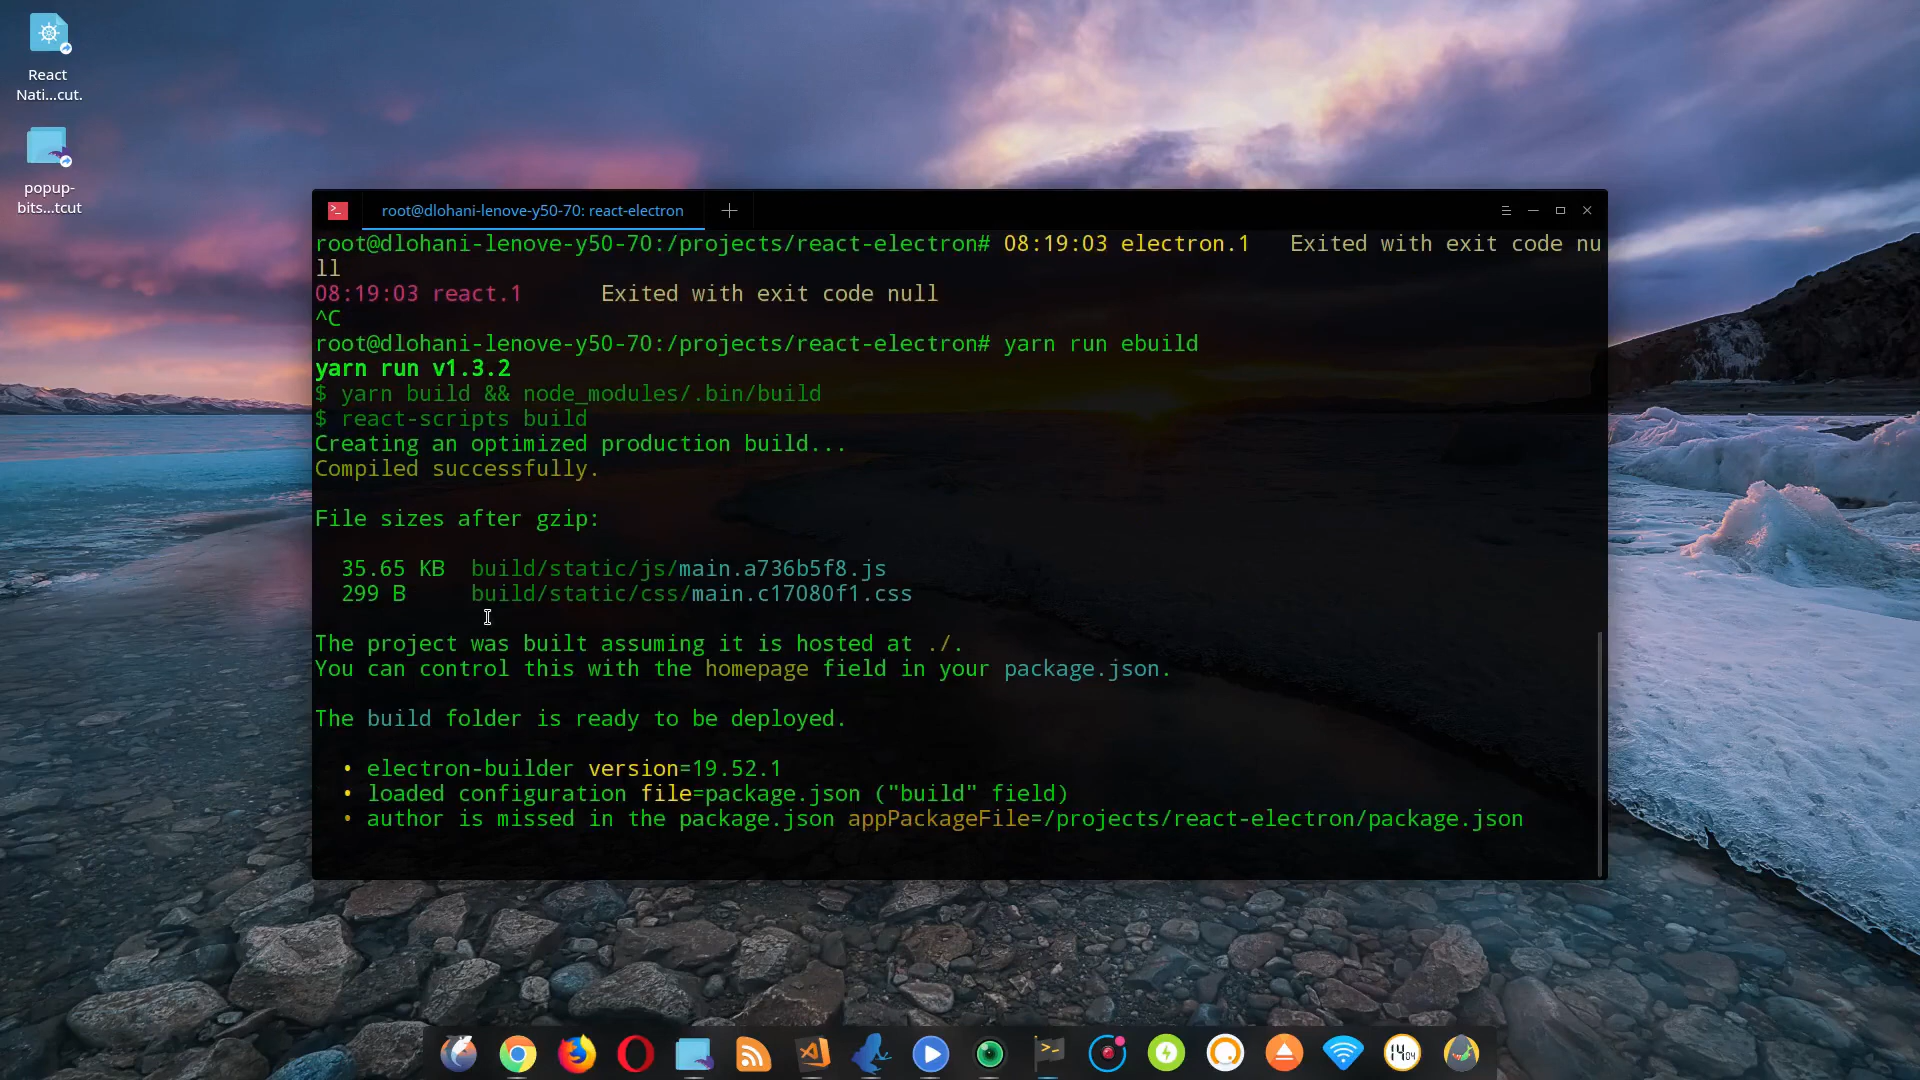 React
Nati...cut.
popup-
bits...tcut
root@dlohani-lenove-y50-70: react-electron
root@dlohani-lenove-y50-70:/projects/react-electron# 08:19:03 electron.1   Exited with exit code nu
ll
08:19:03 react.1      Exited with exit code null
^C
root@dlohani-lenove-y50-70:/projects/react-electron# yarn run ebuild
yarn run v1.3.2
$ yarn build && node_modules/.bin/build
$ react-scripts build
Creating an optimized production build...
Compiled successfully.
File sizes after gzip:
35.65 KB  build/static/js/main.a736b5f8.js
299 B     build/static/css/main.c17080f1.css
The project was built assuming it is hosted at ./.
You can control this with the homepage field in your package.json.
The build folder is ready to be deployed.
• electron-builder version=19.52.1
• loaded configuration file=package.json ("build" field)
• author is missed in the package.json appPackageFile=/projects/react-electron/package.json
14 04